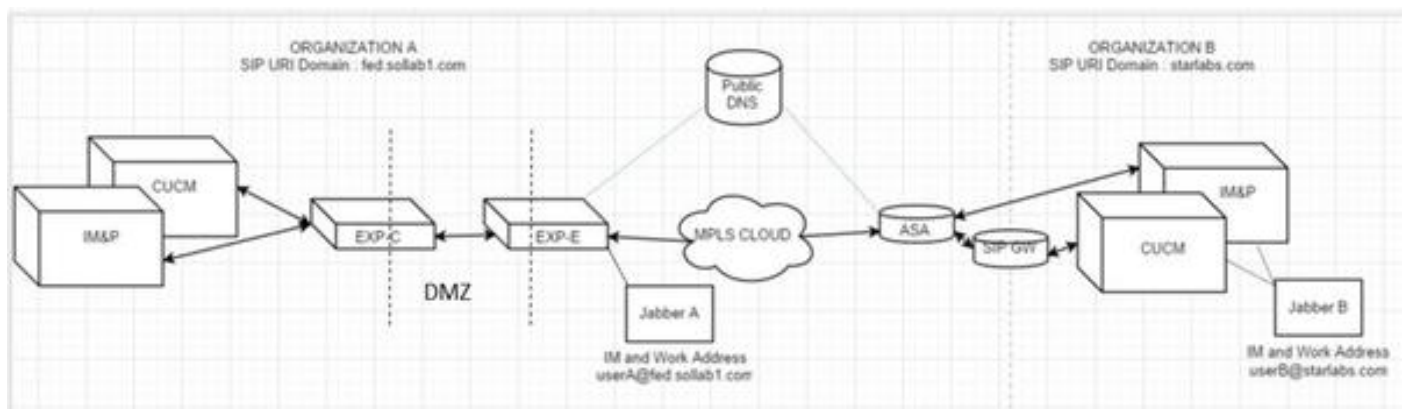 ORGANIZATION A
SIP URI Domain : fed.sollab1.com
ORGANIZATION B
SIP URI Domain : starlabs.com
Public
DNS
CUCM
IM&P
EXP-C
EXP-E
MPLS CLOUD
ASA
SIP GW
IM&P
CUCM
DMZ
Jabber A
IM and Work Address
userA@fed.sollab1.com
Jabber B
IM and Work Address
userB@starlabs.com